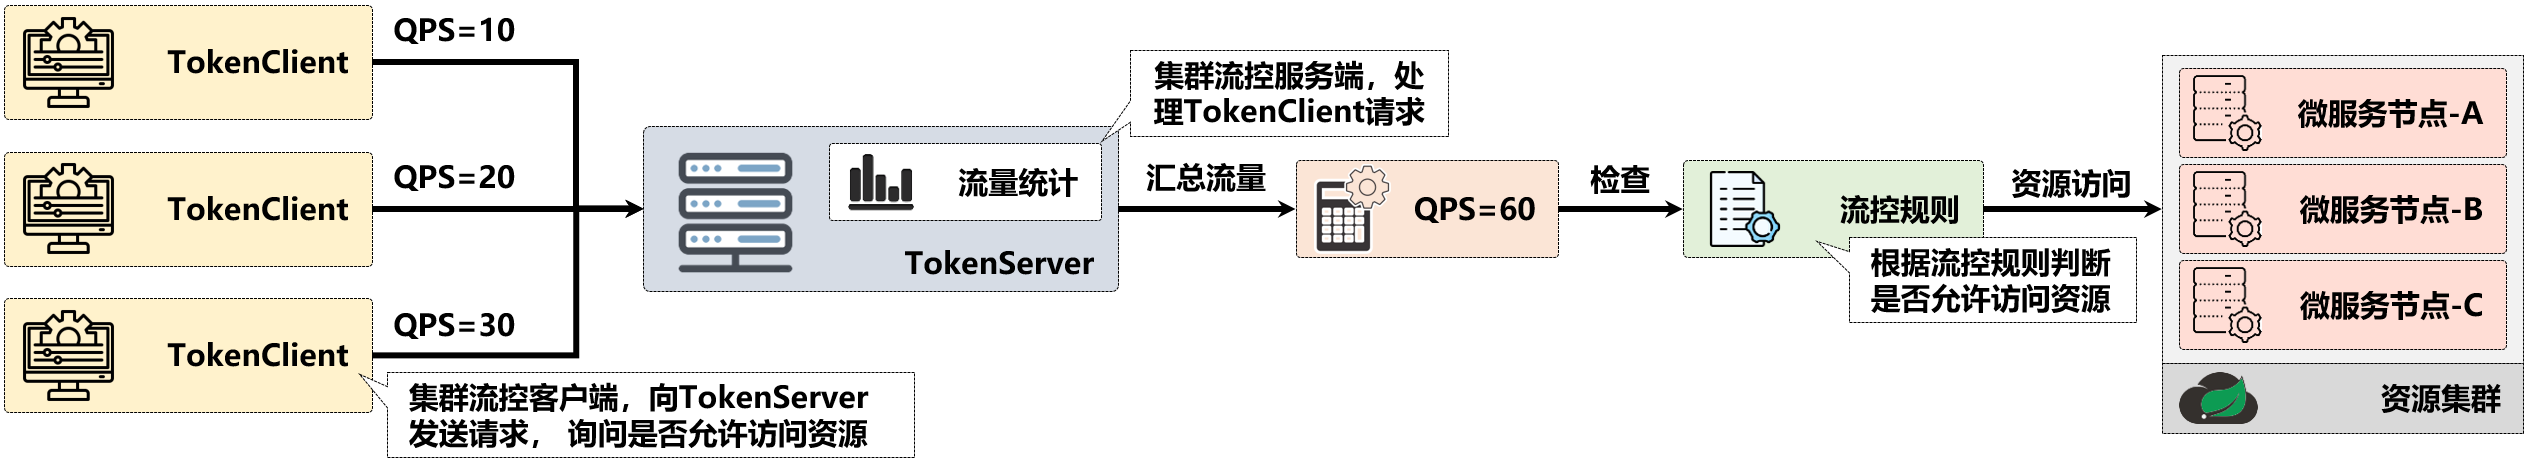 TokenClient
QPS=10
TokenClient
QPS=20
TokenClient
QPS=30
集群流控客户端，向TokenServer
发送请求， 询问是否允许访问资源
流量统计
TokenServer
集群流控服务端，处
理TokenClient请求
汇总流量
QPS=60
检查
流控规则
根据流控规则判断
是否允许访问资源
资源访问
微服务节点-A
微服务节点-B
微服务节点-C
资源集群